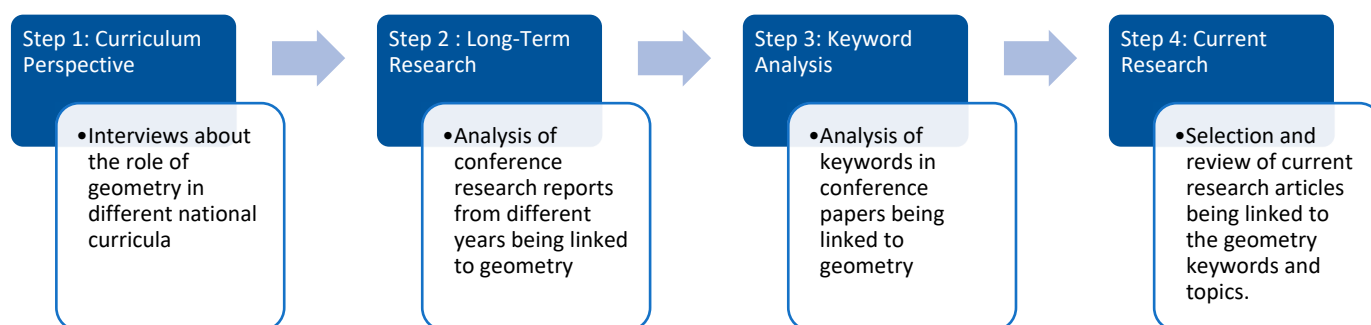 Step 1: Curriculum
Perspective
•Interviews about
the role of
geometry in
different national
curricula
Step 2 : Long-Term
Research
•Analysis of
conference
research reports
from different
years being linked
to geometry
Step 3: Keyword
Analysis
•Analysis of
keywords in
conference
papers being
linked to
geometry
Step 4: Current
Research
•Selection and
review of current
research articles
being linked to
the geometry
keywords and
topics.